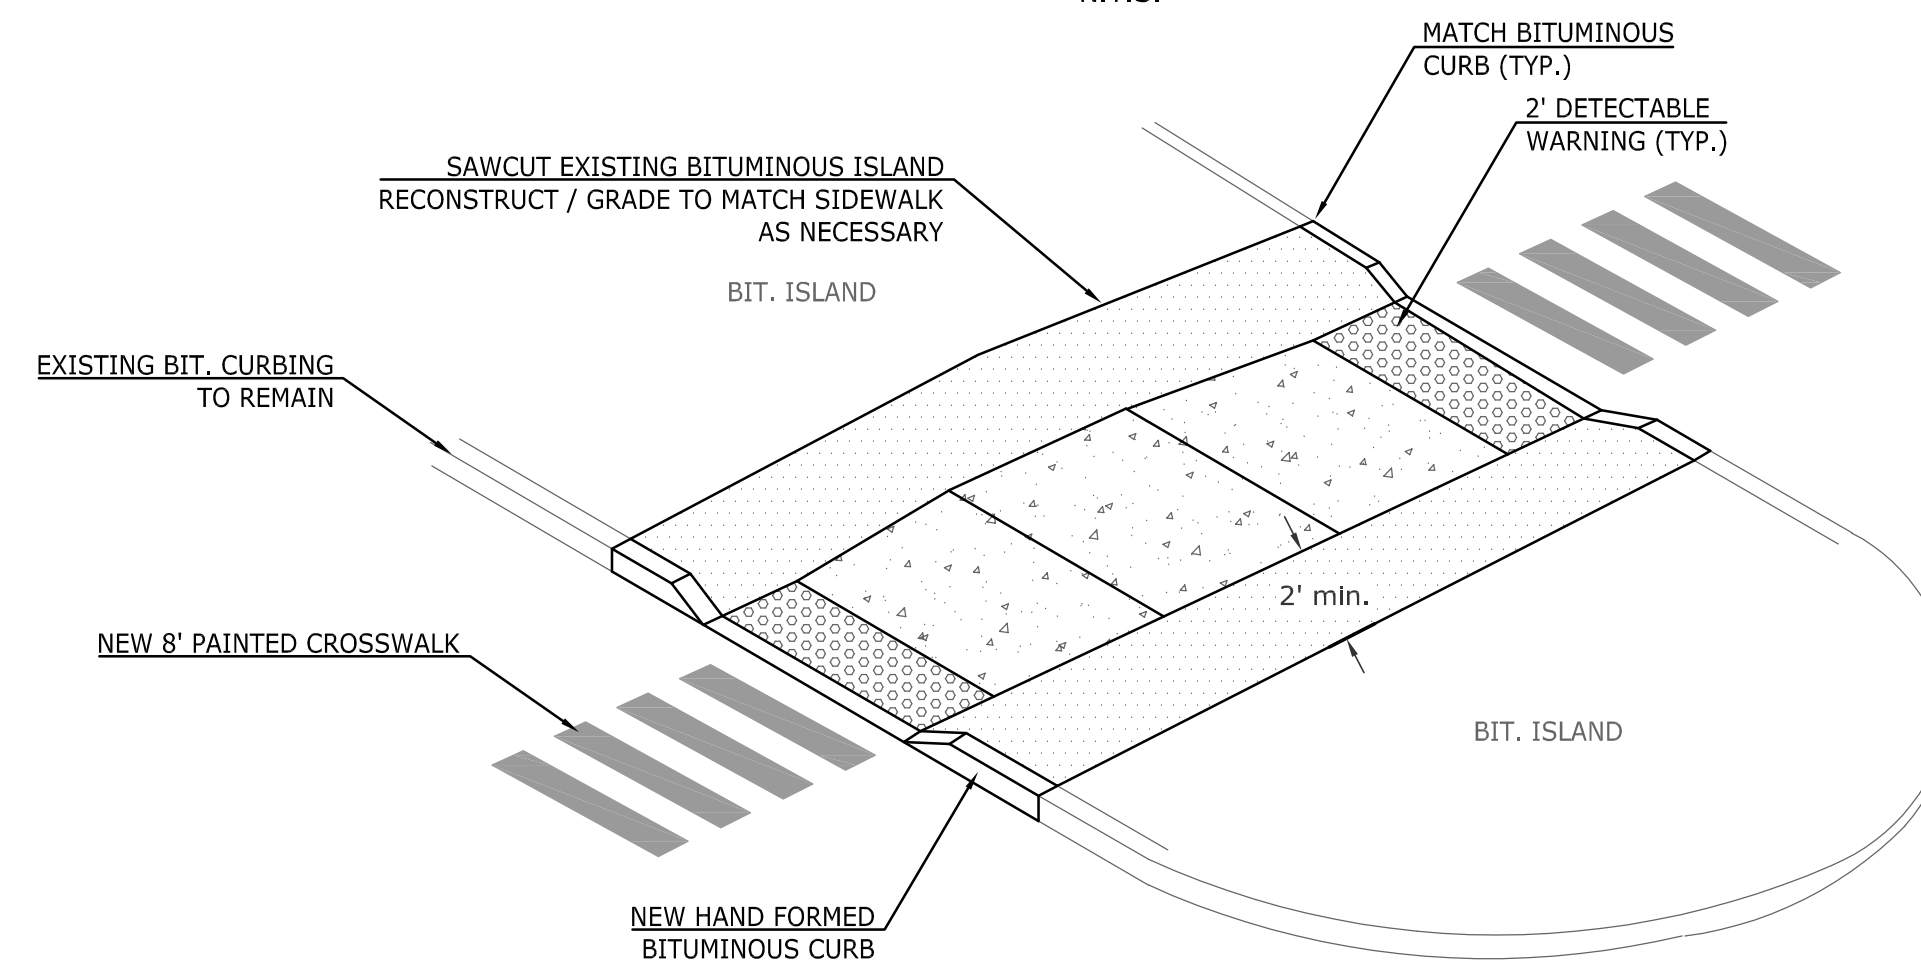 N.T.S.
MATCH BITUMINOUS
CURB (TYP.)
2' DETECTABLE
WARNING (TYP.)
SAWCUT EXISTING BITUMINOUS ISLAND
RECONSTRUCT / GRADE TO MATCH SIDEWALK
AS NECESSARY
BIT. ISLAND
EXISTING BIT. CURBING
TO REMAIN
2' min.
NEW 8' PAINTED CROSSWALK
BIT. ISLAND
NEW HAND FORMED
BITUMINOUS CURB